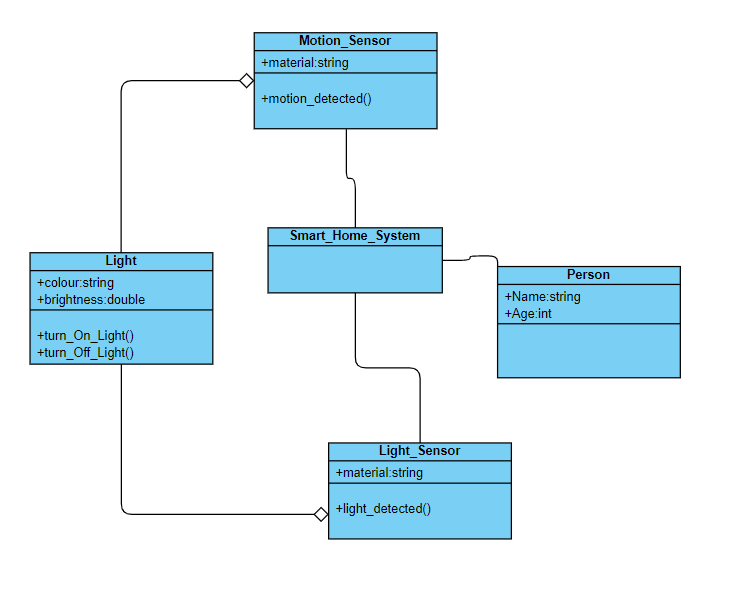 Motion_Sensor
+material:string
+motion_detected()
Smart_Home_System
Light
+colour:string
+brightness:double
+turn_On_Light()
+turn_Off_Light()
Person
+Name:string
+Age:int
Light_Sensor
+material:string
+light_detected()